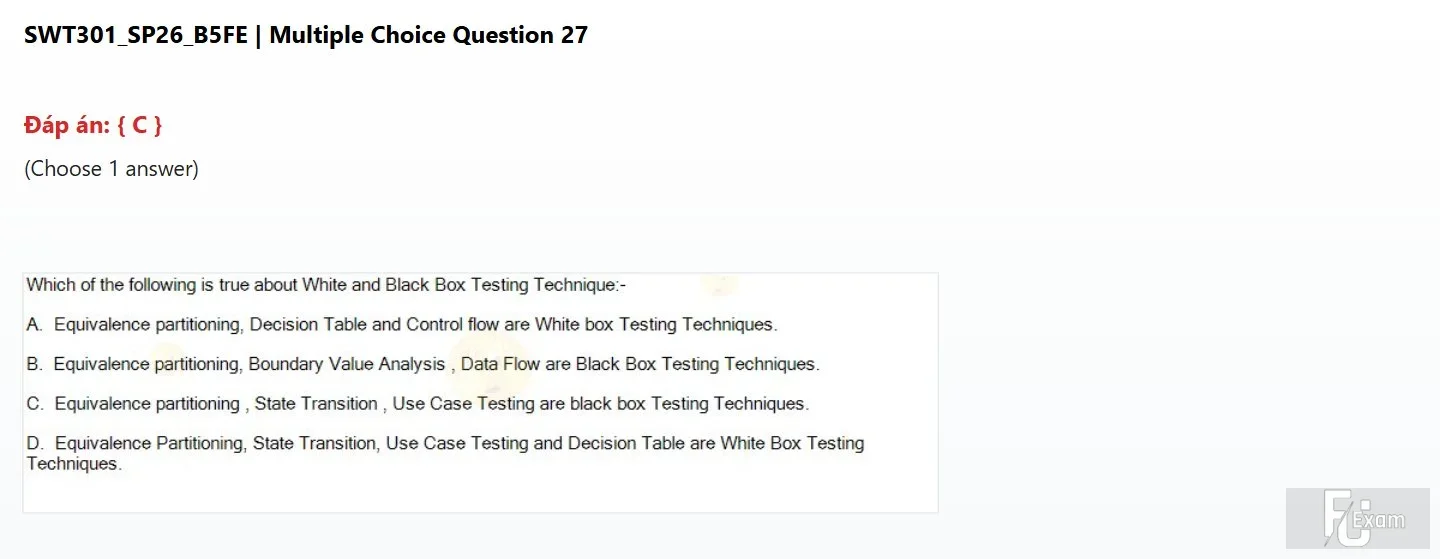 SWT301_SP26_B5FE | Multiple Choice Question 27
Đáp án: { C }
(Choose 1 answer)
Which of the following is true about White and Black Box Testing Technique:-
A. Equivalence partitioning, Decision Table and Control flow are White box Testing Techniques.
B. Equivalence partitioning, Boundary Value Analysis , Data Flow are Black Box Testing Techniques.
C. Equivalence partitioning , State Transition , Use Case Testing are black box Testing Techniques.
D. Equivalence Partitioning, State Transition, Use Case Testing and Decision Table are White Box Testing
Techniques.
FU Exam